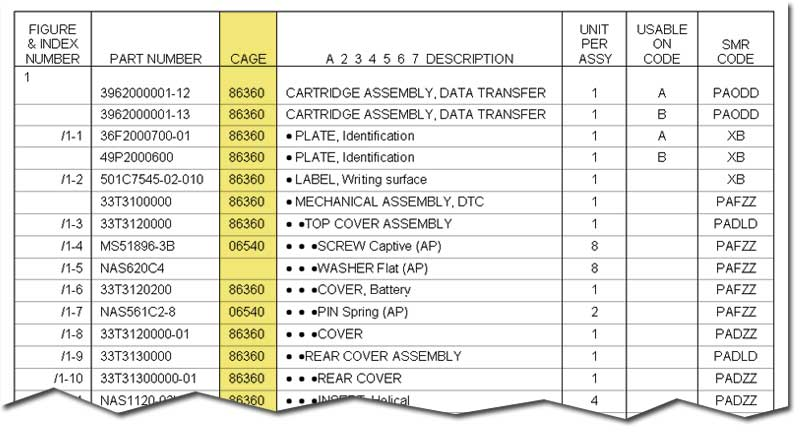 FIGURE & INDEX NUMBER PART NUMBER CAGE A 2 3 4 5 6 7 DESCRIPTION UNIT PER ASSY USABLE ON CODE SMR CODE
1
3962000001-12 86360 CARTRIDGE ASSEMBLY, DATA TRANSFER 1 A PAODD
3962000001-13 86360 CARTRIDGE ASSEMBLY, DATA TRANSFER 1 B PAODD
/1-1 36F2000700-01 86360 • PLATE, Identification 1 A XB
49P2000600 86360 • PLATE, Identification 1 B XB
/1-2 501C7545-02-010 86360 • LABEL, Writing surface 1 XB
33T3100000 86360 • MECHANICAL ASSEMBLY, DTC 1 PAFZZ
/1-3 33T3120000 86360 • •TOP COVER ASSEMBLY 1 PADLD
/1-4 MS51896-3B 06540 • • •SCREW Captive (AP) 8 PAFZZ
/1-5 NAS620C4 • • •WASHER Flat (AP) 8 PAFZZ
/1-6 33T3120200 86360 • • •COVER, Battery 1 PAFZZ
/1-7 NAS561C2-8 06540 • • •PIN Spring (AP) 2 PAFZZ
/1-8 33T3120000-01 86360 • • •COVER 1 PADZZ
/1-9 33T3130000 86360 • •REAR COVER ASSEMBLY 1 PADLD
/1-10 33T31300000-01 86360 • • •REAR COVER 1 PADZZ
86360 Helical 4 PADZZ